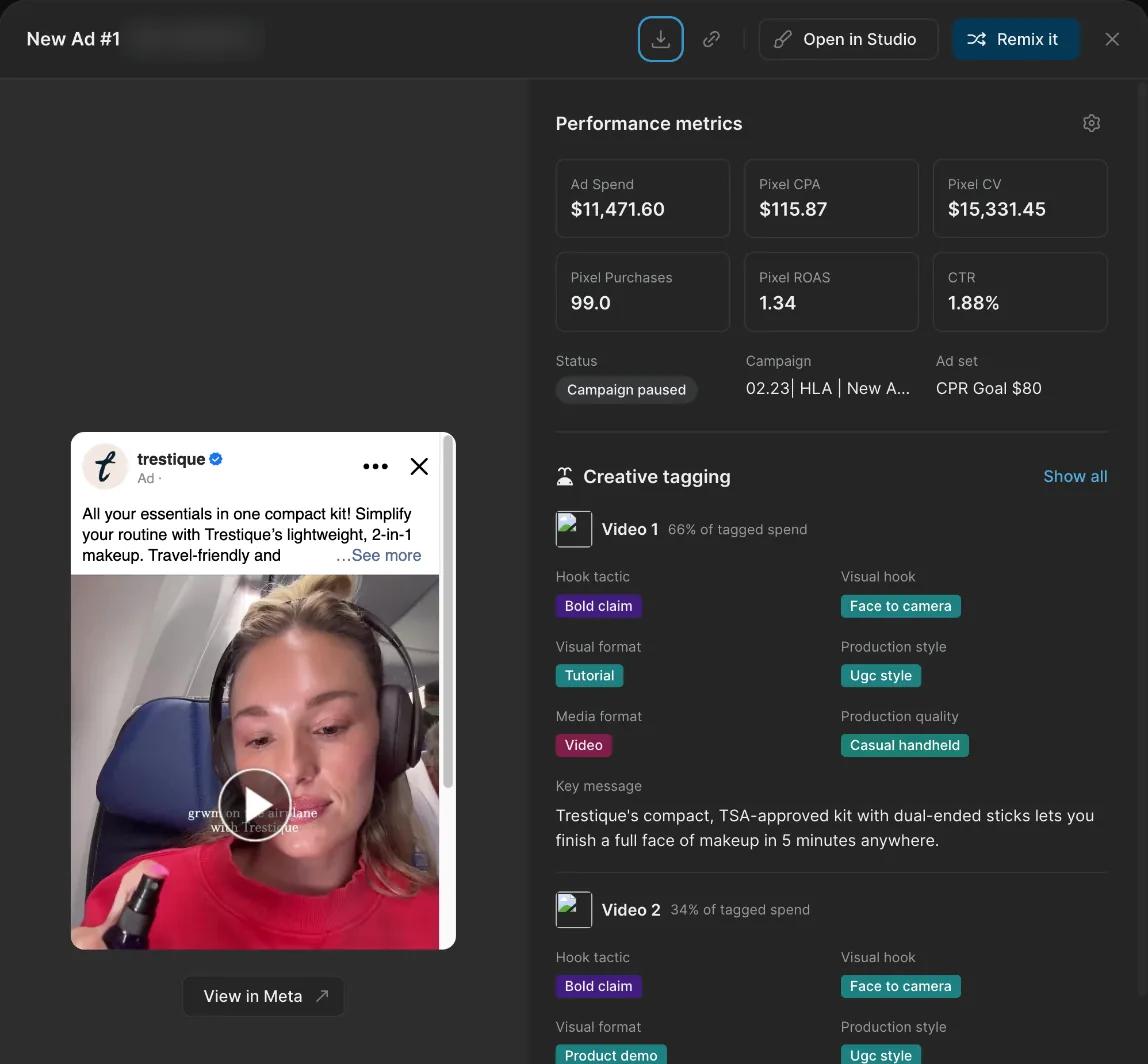 New Ad #1
Open in Studio
Remix it
Performance metrics
Ad Spend
$11,471.60
Pixel CPA
$115.87
Pixel CV
$15,331.45
Pixel Purchases
99.0
Pixel ROAS
1.34
CTR
1.88%
Status
Campaign paused
Campaign
02.23| HLA | New A...
Ad set
CPR Goal $80
trestique
Ad ·
All your essentials in one compact kit! Simplify
your routine with Trestique’s lightweight, 2-in-1
makeup. Travel-friendly and …See more
grwm on the airplane
with Trestique
View in Meta
Creative tagging
Show all
Video 1 66% of tagged spend
Hook tactic
Bold claim
Visual hook
Face to camera
Visual format
Tutorial
Production style
Ugc style
Media format
Video
Production quality
Casual handheld
Key message
Trestique's compact, TSA-approved kit with dual-ended sticks lets you
finish a full face of makeup in 5 minutes anywhere.
Video 2 34% of tagged spend
Hook tactic
Bold claim
Visual hook
Face to camera
Visual format
Product demo
Production style
Ugc style